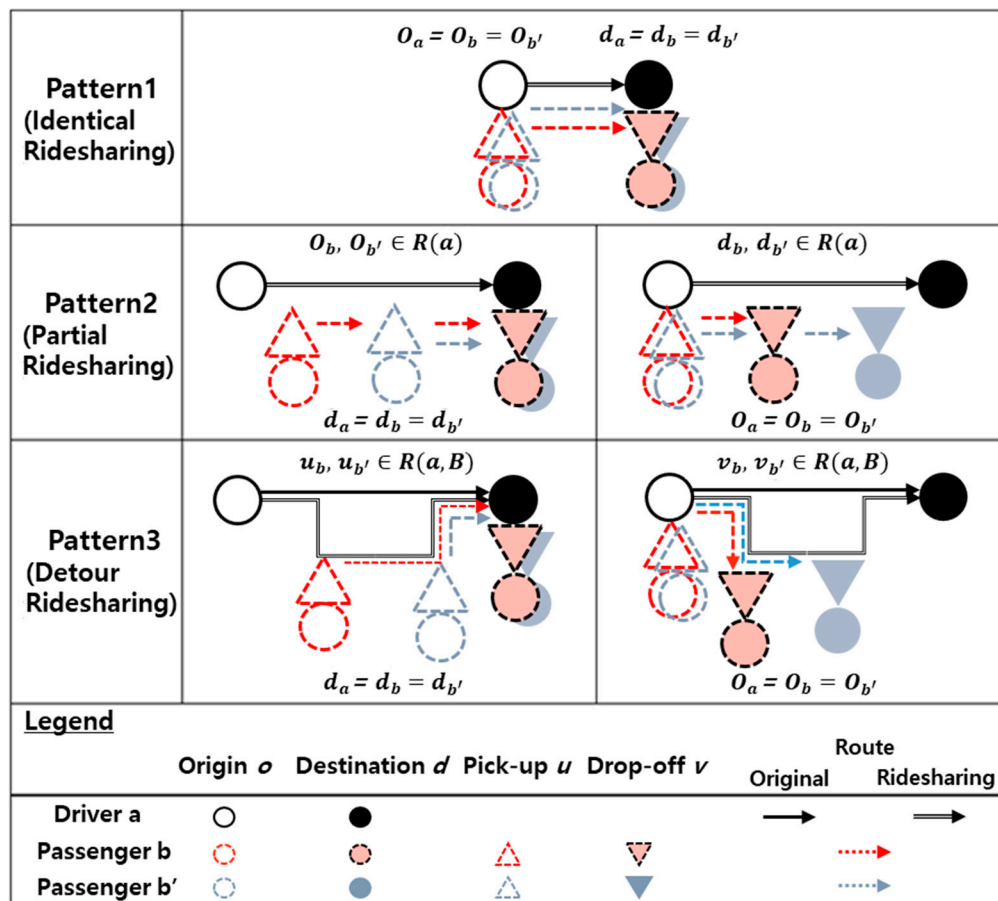 O_a = O_b = O_b′ d_a = d_b = d_b′
Pattern1
(Identical
Ridesharing)
O_b, O_b′ ∈ R(a)
d_b, d_b′ ∈ R(a)
Pattern2
(Partial
Ridesharing)
d_a = d_b = d_b′
O_a = O_b = O_b′
u_b, u_b′ ∈ R(a, B)
v_b, v_b′ ∈ R(a, B)
Pattern3
(Detour
Ridesharing)
d_a = d_b = d_b′
O_a = O_b = O_b′
Legend
Route
Origin o Destination d Pick-up u Drop-off v Original Ridesharing
Driver a
Passenger b
Passenger b′